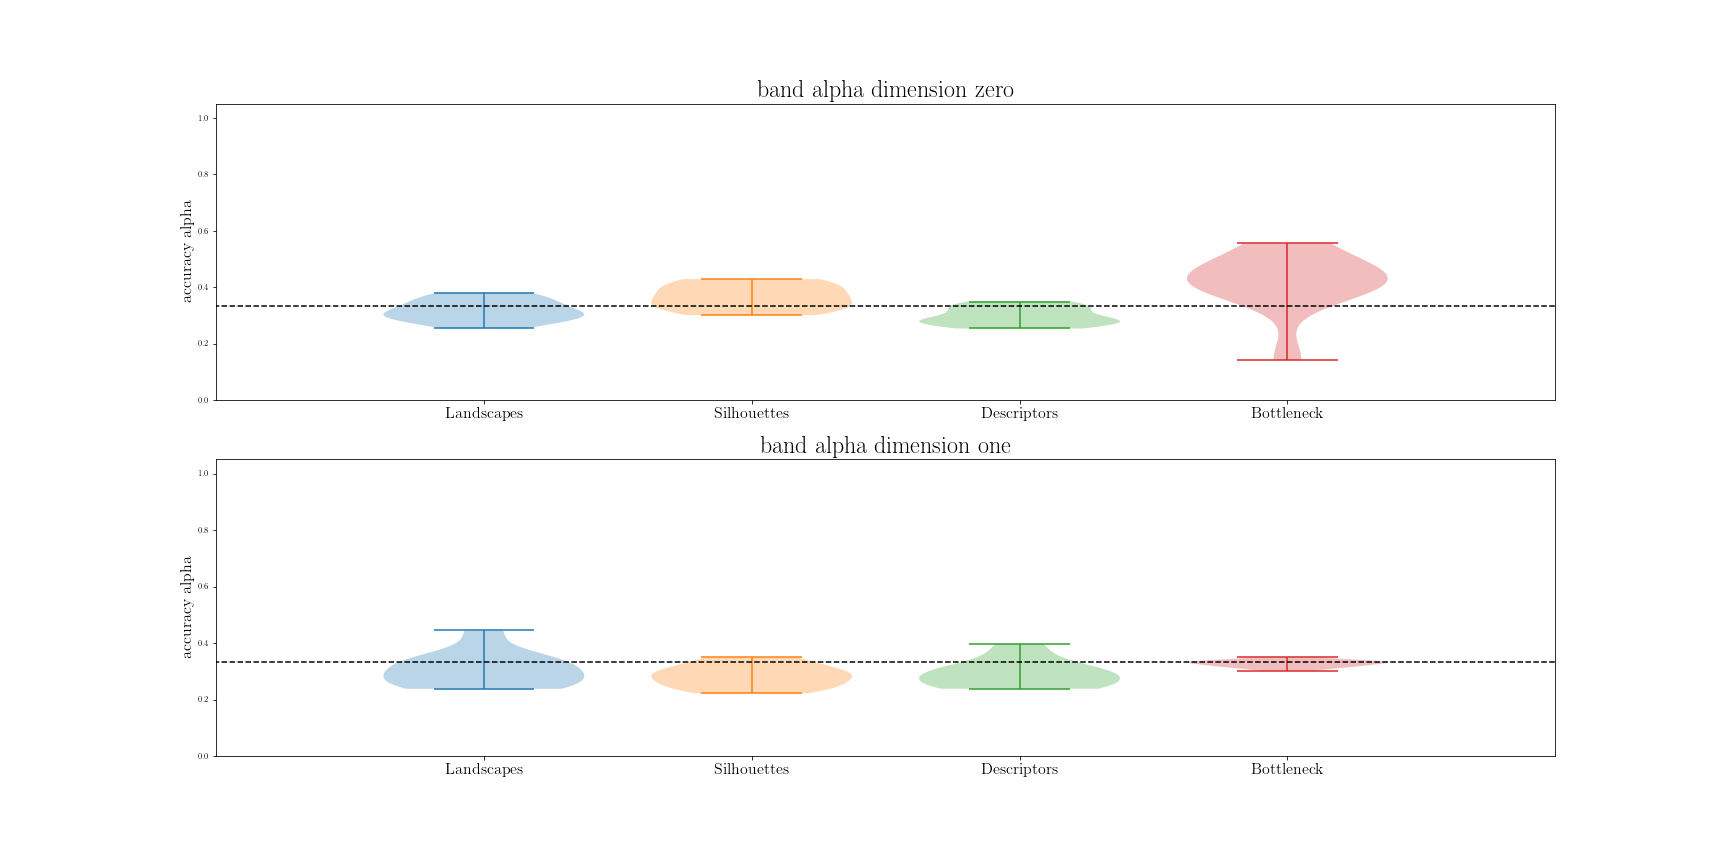 band alpha dimension zero
1.0
0.8
0.6
0.4
0.2
0.0
accuracy alpha
Landscapes Silhouettes Descriptors Bottleneck
band alpha dimension one
1.0
0.8
0.6
0.4
0.2
0.0
accuracy alpha
Landscapes Silhouettes Descriptors Bottleneck